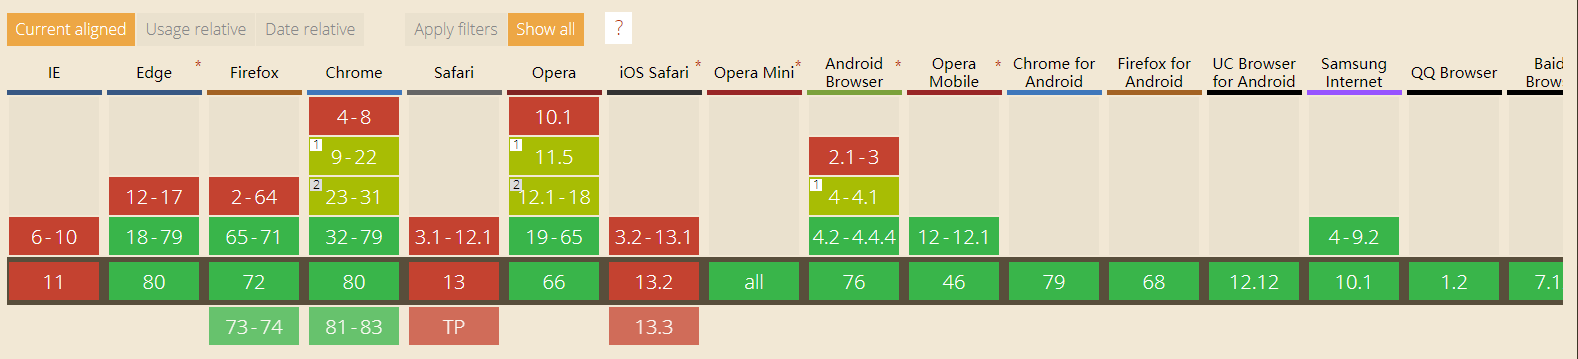 Current aligned Usage relative Date relative Apply filters Show all ?
IE Edge * Firefox Chrome Safari Opera iOS Safari * Opera Mini * Android Browser * Opera Mobile * Chrome for Android Firefox for Android UC Browser for Android Samsung Internet QQ Browser Baid Brow
4-8 10.1
1 9-22 1 11.5 2.1-3
12-17 2-64 2 23-31 2 12.1-18 1 4-4.1
6-10 18-79 65-71 32-79 3.1-12.1 19-65 3.2-13.1 4.2-4.4.4 12-12.1 4-9.2
11 80 72 80 13 66 13.2 all 76 46 79 68 12.12 10.1 1.2 7.1
73-74 81-83 TP 13.3